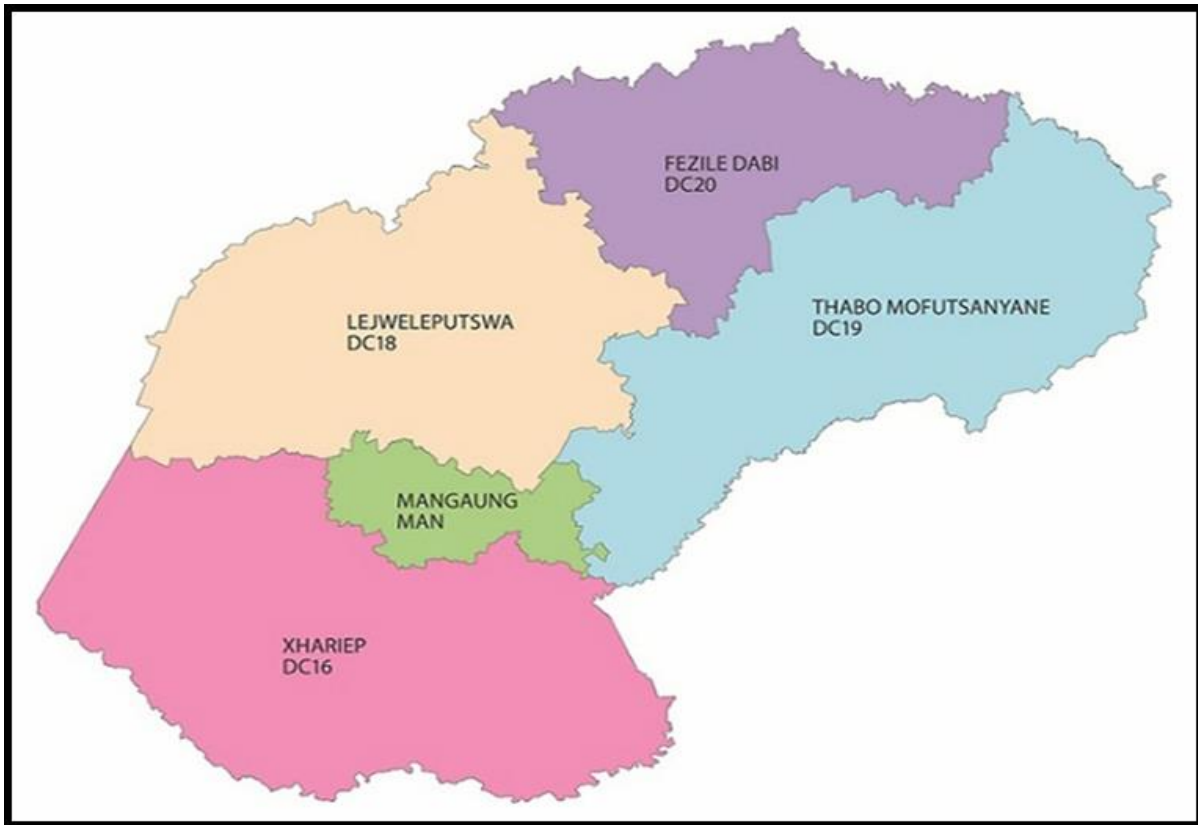 FEZILE DABI
DC20
THABO MOFUTSANYANE
DC19
LEJWELEPUTSWA
DC18
MANGAUNG
MAN
XHARIEP
DC16